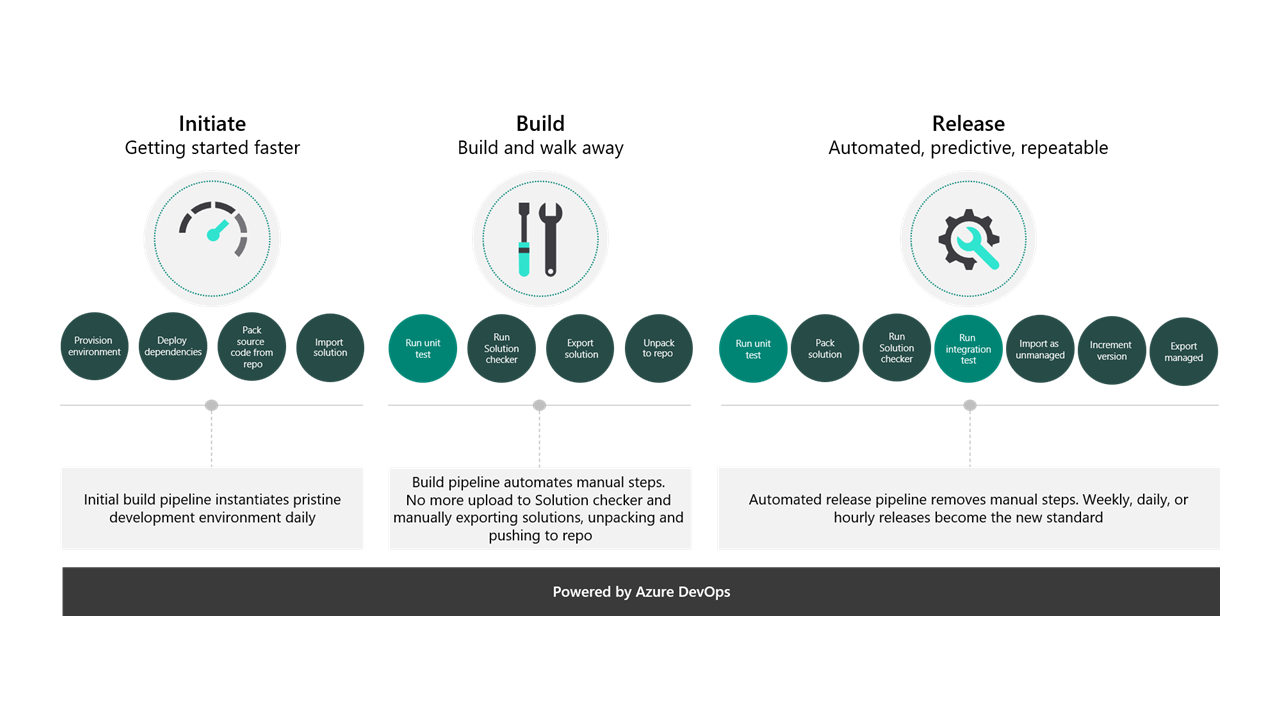 Initiate
Getting started faster
Build
Build and walk away
Release
Automated, predictive, repeatable
Provision
environment
Deploy
dependencies
Pack
source
code from
repo
Import
solution
Run unit
test
Run
Solution
checker
Export
solution
Unpack
to repo
Run unit
test
Pack
solution
Run
Solution
checker
Run
integration
test
Import as
unmanaged
Increment
version
Export
managed
Initial build pipeline instantiates pristine
development environment daily
Build pipeline automates manual steps.
No more upload to Solution checker and
manually exporting solutions, unpacking and
pushing to repo
Automated release pipeline removes manual steps. Weekly, daily, or
hourly releases become the new standard
Powered by Azure DevOps